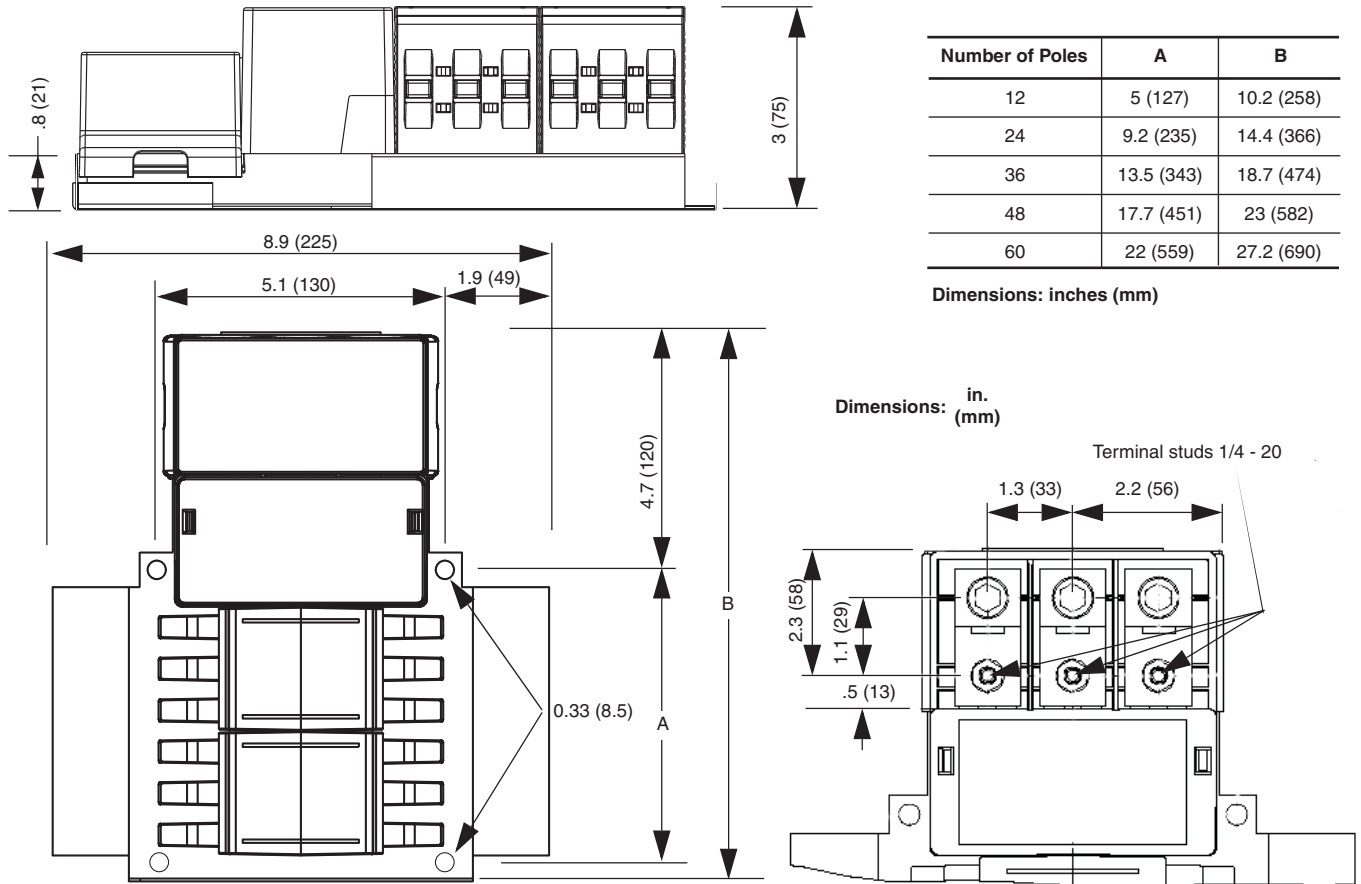 .8 (21)
3 (75)
Number of Poles A B
12 5 (127) 10.2 (258)
24 9.2 (235) 14.4 (366)
36 13.5 (343) 18.7 (474)
48 17.7 (451) 23 (582)
60 22 (559) 27.2 (690)
Dimensions: inches (mm)
8.9 (225)
5.1 (130)
1.9 (49)
4.7 (120)
B
A
0.33 (8.5)
Dimensions: in.
(mm)
Terminal studs 1/4 - 20
1.3 (33)
2.2 (56)
2.3 (58)
1.1 (29)
.5 (13)